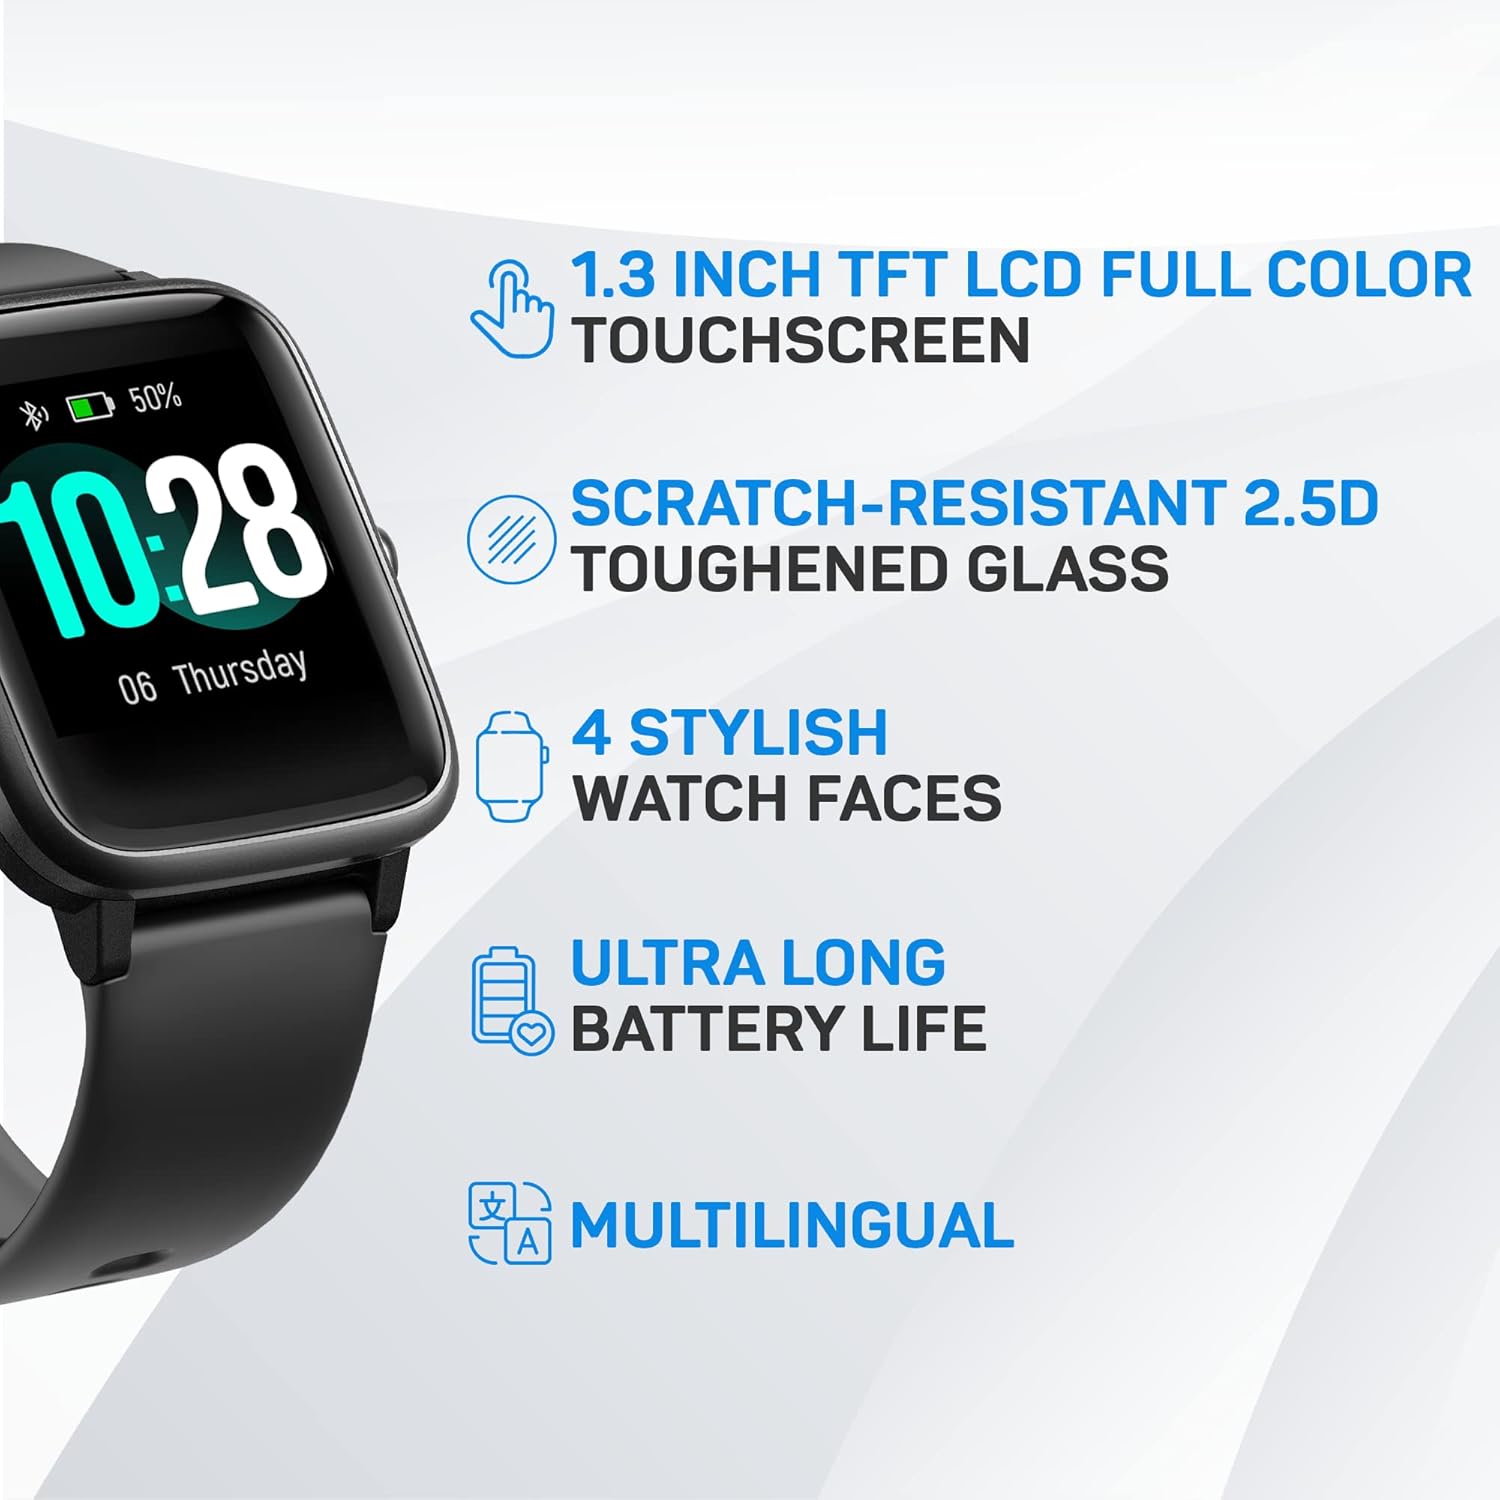 50%
10:28
06 Thursday
1.3 INCH TFT LCD FULL COLOR
TOUCHSCREEN
SCRATCH-RESISTANT 2.5D
TOUGHENED GLASS
4 STYLISH
WATCH FACES
ULTRA LONG
BATTERY LIFE
文
A
MULTILINGUAL